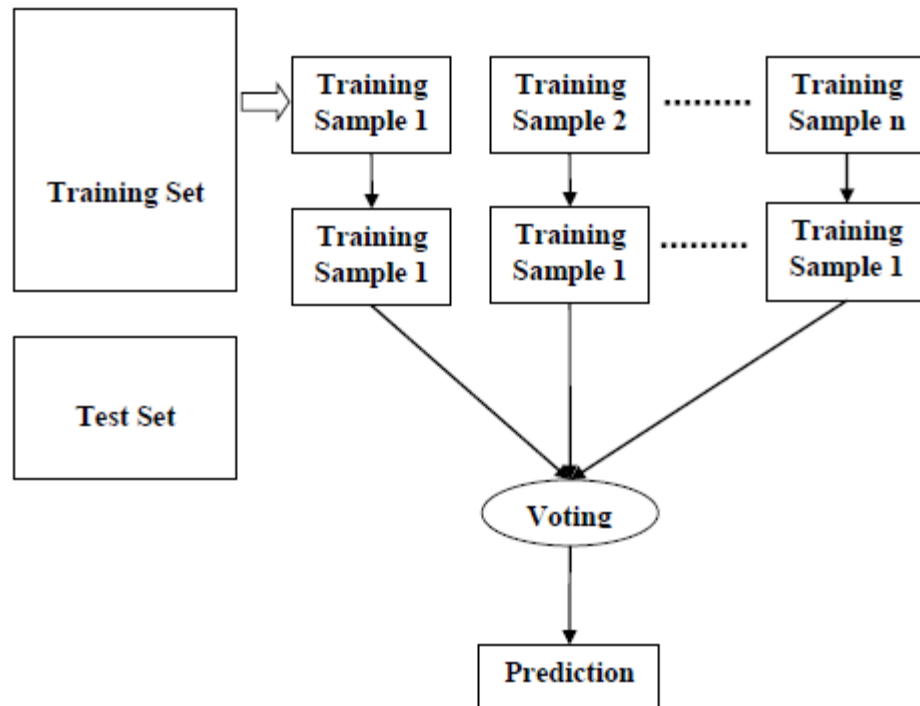 Training Set
Training
Sample 1
Training
Sample 2
..........
Training
Sample n
Training
Sample 1
Training
Sample 1
..........
Training
Sample 1
Test Set
Voting
Prediction